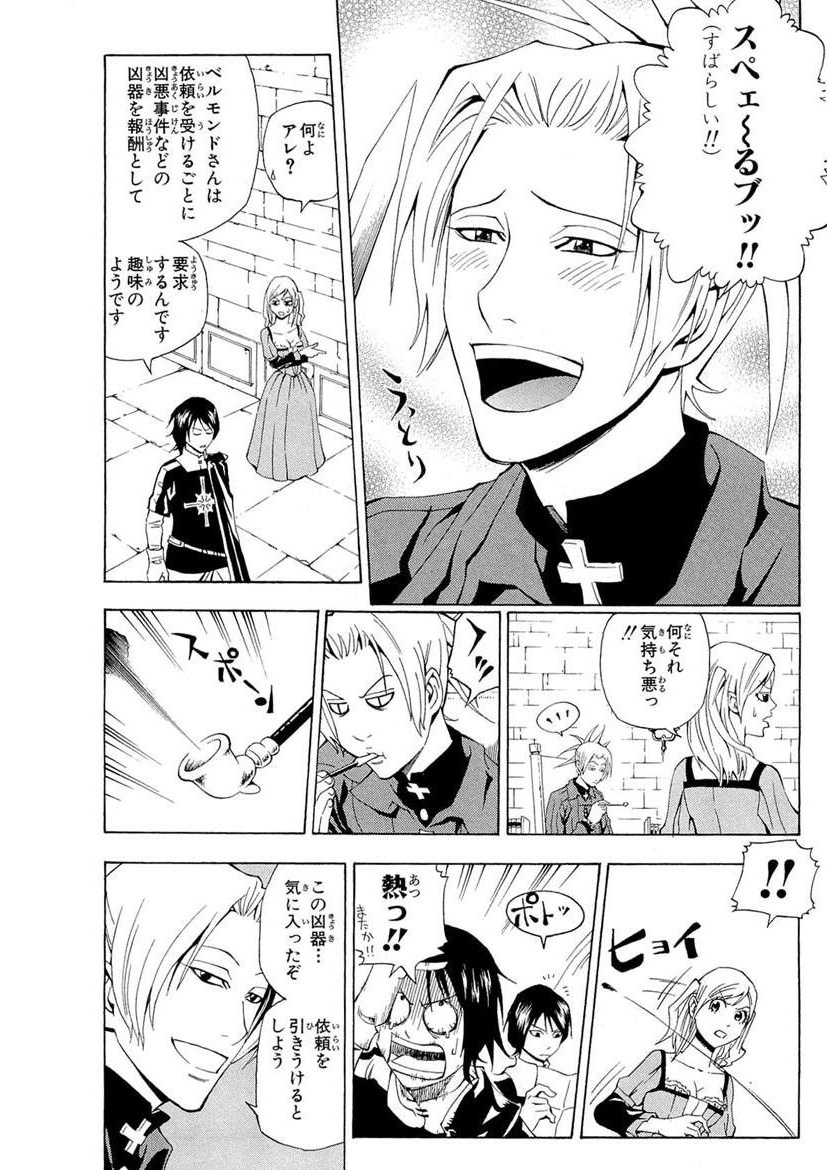 スペェ〜るブッ!!
(すばらしい!!)
うっとり
何よ
アレ?
ベルモンドさんは
依頼を受けるごとに
凶悪事件などの
凶器を報酬として
要求
するんです
趣味の
ようです
何それ
気持ち悪っ
!!
スポーン
!!
ヒョイ
ポトッ
熱っ!!
またか!!
この凶器…
気に入ったぞ
依頼を
引きうけると
しよう